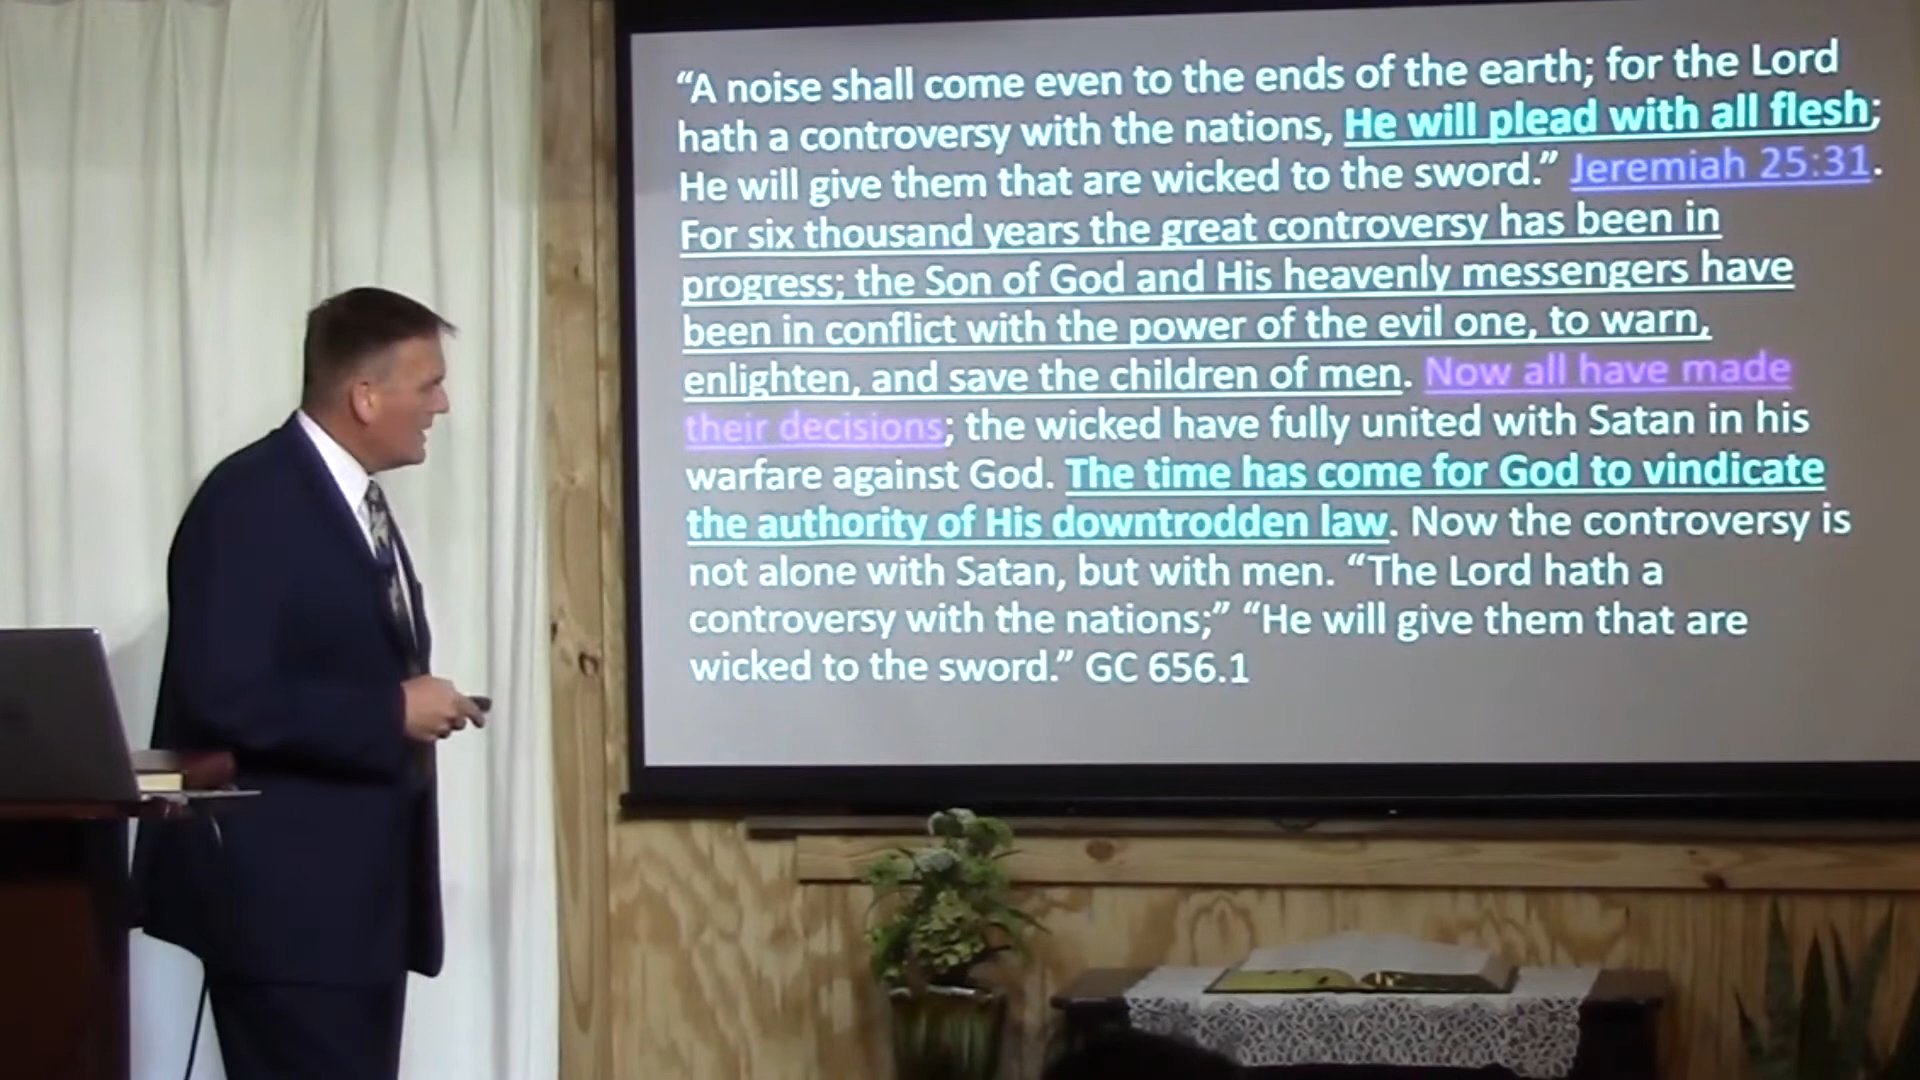 “A noise shall come even to the ends of the earth; for the Lord
hath a controversy with the nations, He will plead with all flesh;
He will give them that are wicked to the sword.” Jeremiah 25:31.
For six thousand years the great controversy has been in
progress; the Son of God and His heavenly messengers have
been in conflict with the power of the evil one, to warn,
enlighten, and save the children of men. Now all have made
their decisions; the wicked have fully united with Satan in his
warfare against God. The time has come for God to vindicate
the authority of His downtrodden law. Now the controversy is
not alone with Satan, but with men. “The Lord hath a
controversy with the nations;” “He will give them that are
wicked to the sword.” GC 656.1